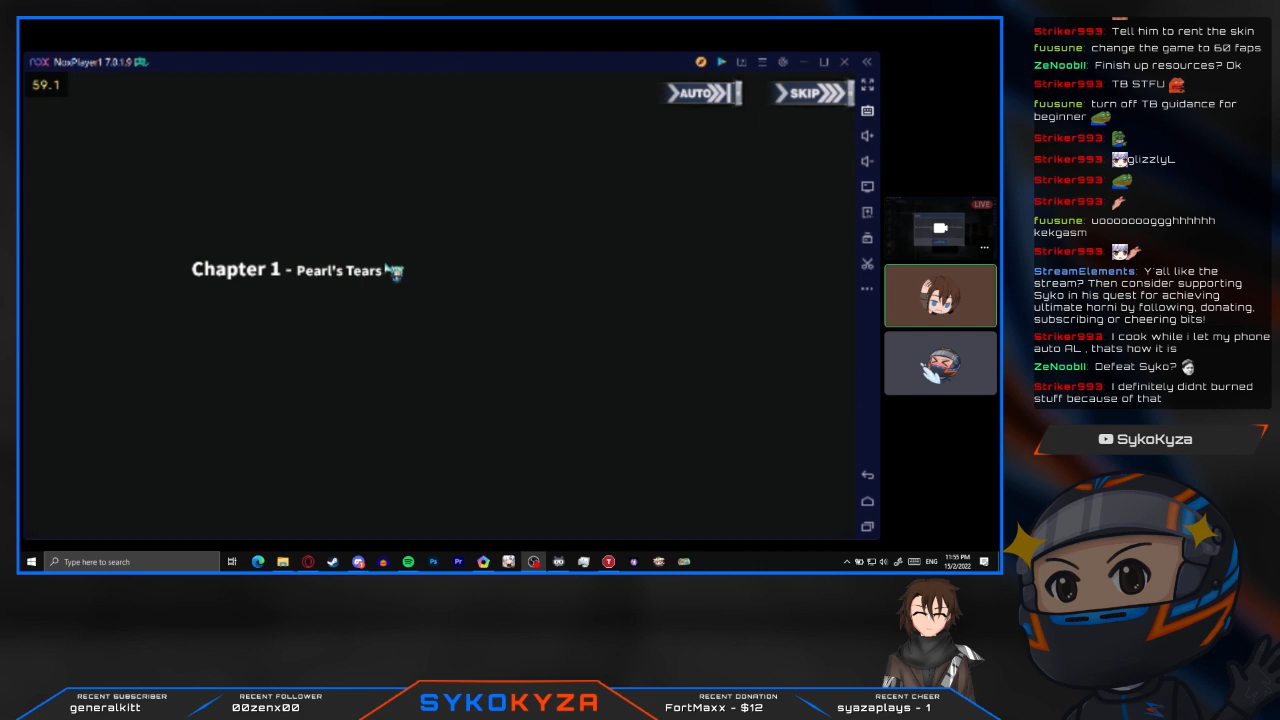 NoxPlayer1 7.0.1.9
59.1
AUTO
SKIP
Chapter 1 - Pearl's Tears
LIVE
Type here to search
ENG
11:55 PM
15/2/2022
Striker993: Tell him to rent the skin
fuusune: change the game to 60 faps
ZeNoobII: Finish up resources? Ok
Striker993: TB STFU
fuusune: turn off TB guidance for
beginner
Striker993:
Striker993: glizzlyL
Striker993:
Striker993:
fuusune: uoooooooggghhhhhh
kekgasm
Striker993:
StreamElements: Y'all like the
stream? Then consider supporting
Syko in his quest for achieving
ultimate horni by following, donating,
subscribing or cheering bits!
Striker993: I cook while i let my phone
auto AL , thats how it is
ZeNoobII: Defeat Syko?
Striker993: I definitely didnt burned
stuff because of that
SykoKyza
RECENT SUBSCRIBER
generalkitt
RECENT FOLLOWER
00zenx00
SYKOKYZA
RECENT DONATION
FortMaxx - $12
RECENT CHEER
syazaplays - 1